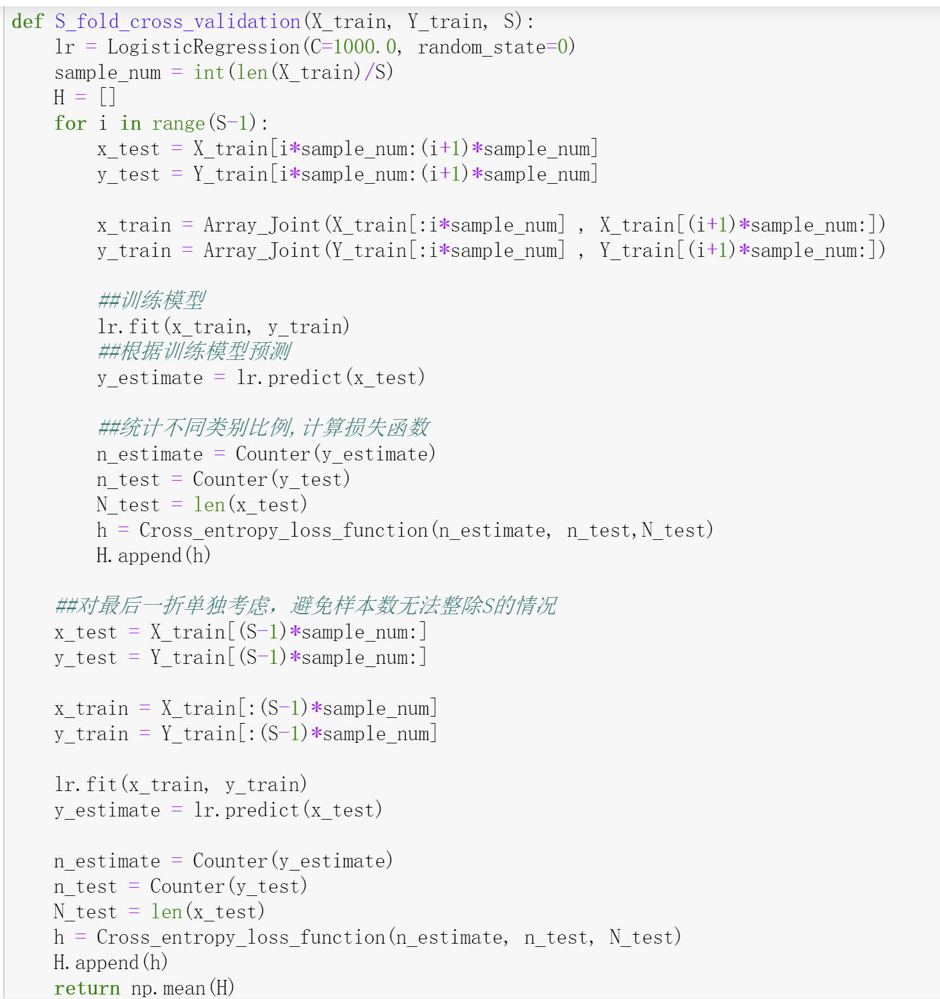 def S_fold_cross_validation(X_train, Y_train, S):
    lr = LogisticRegression(C=1000.0, random_state=0)
    sample_num = int(len(X_train)/S)
    H = []
    for i in range(S-1):
        x_test = X_train[i*sample_num:(i+1)*sample_num]
        y_test = Y_train[i*sample_num:(i+1)*sample_num]
        x_train = Array_Joint(X_train[:i*sample_num] , X_train[(i+1)*sample_num:])
        y_train = Array_Joint(Y_train[:i*sample_num] , Y_train[(i+1)*sample_num:])
        ##训练模型
        lr.fit(x_train, y_train)
        ##根据训练模型预测
        y_estimate = lr.predict(x_test)
        ##统计不同类别比例,计算损失函数
        n_estimate = Counter(y_estimate)
        n_test = Counter(y_test)
        N_test = len(x_test)
        h = Cross_entropy_loss_function(n_estimate, n_test,N_test)
        H.append(h)
    ##对最后一折单独考虑，避免样本数无法整除S的情况
    x_test = X_train[(S-1)*sample_num:]
    y_test = Y_train[(S-1)*sample_num:]
    x_train = X_train[:(S-1)*sample_num]
    y_train = Y_train[:(S-1)*sample_num]
    lr.fit(x_train, y_train)
    y_estimate = lr.predict(x_test)
    n_estimate = Counter(y_estimate)
    n_test = Counter(y_test)
    N_test = len(x_test)
    h = Cross_entropy_loss_function(n_estimate, n_test, N_test)
    H.append(h)
    return np.mean(H)